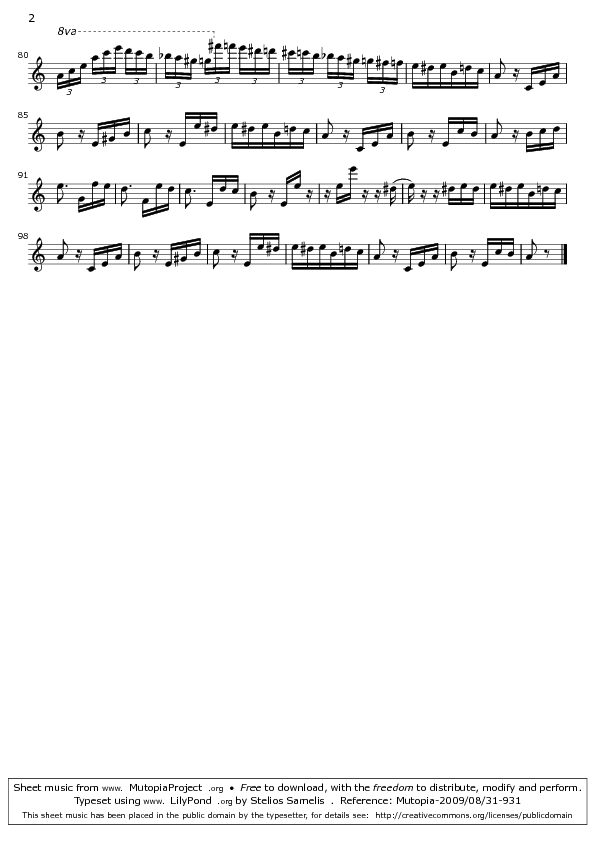 2
8va
80
3 3 3 3 3 3 3 3 3
85
91
98
Sheet music from www. MutopiaProject .org • Free to download, with the freedom to distribute, modify and perform.
Typeset using www. LilyPond .org by Stelios Samelis . Reference: Mutopia-2009/08/31-931
This sheet music has been placed in the public domain by the typesetter, for details see: http://creativecommons.org/licenses/publicdomain